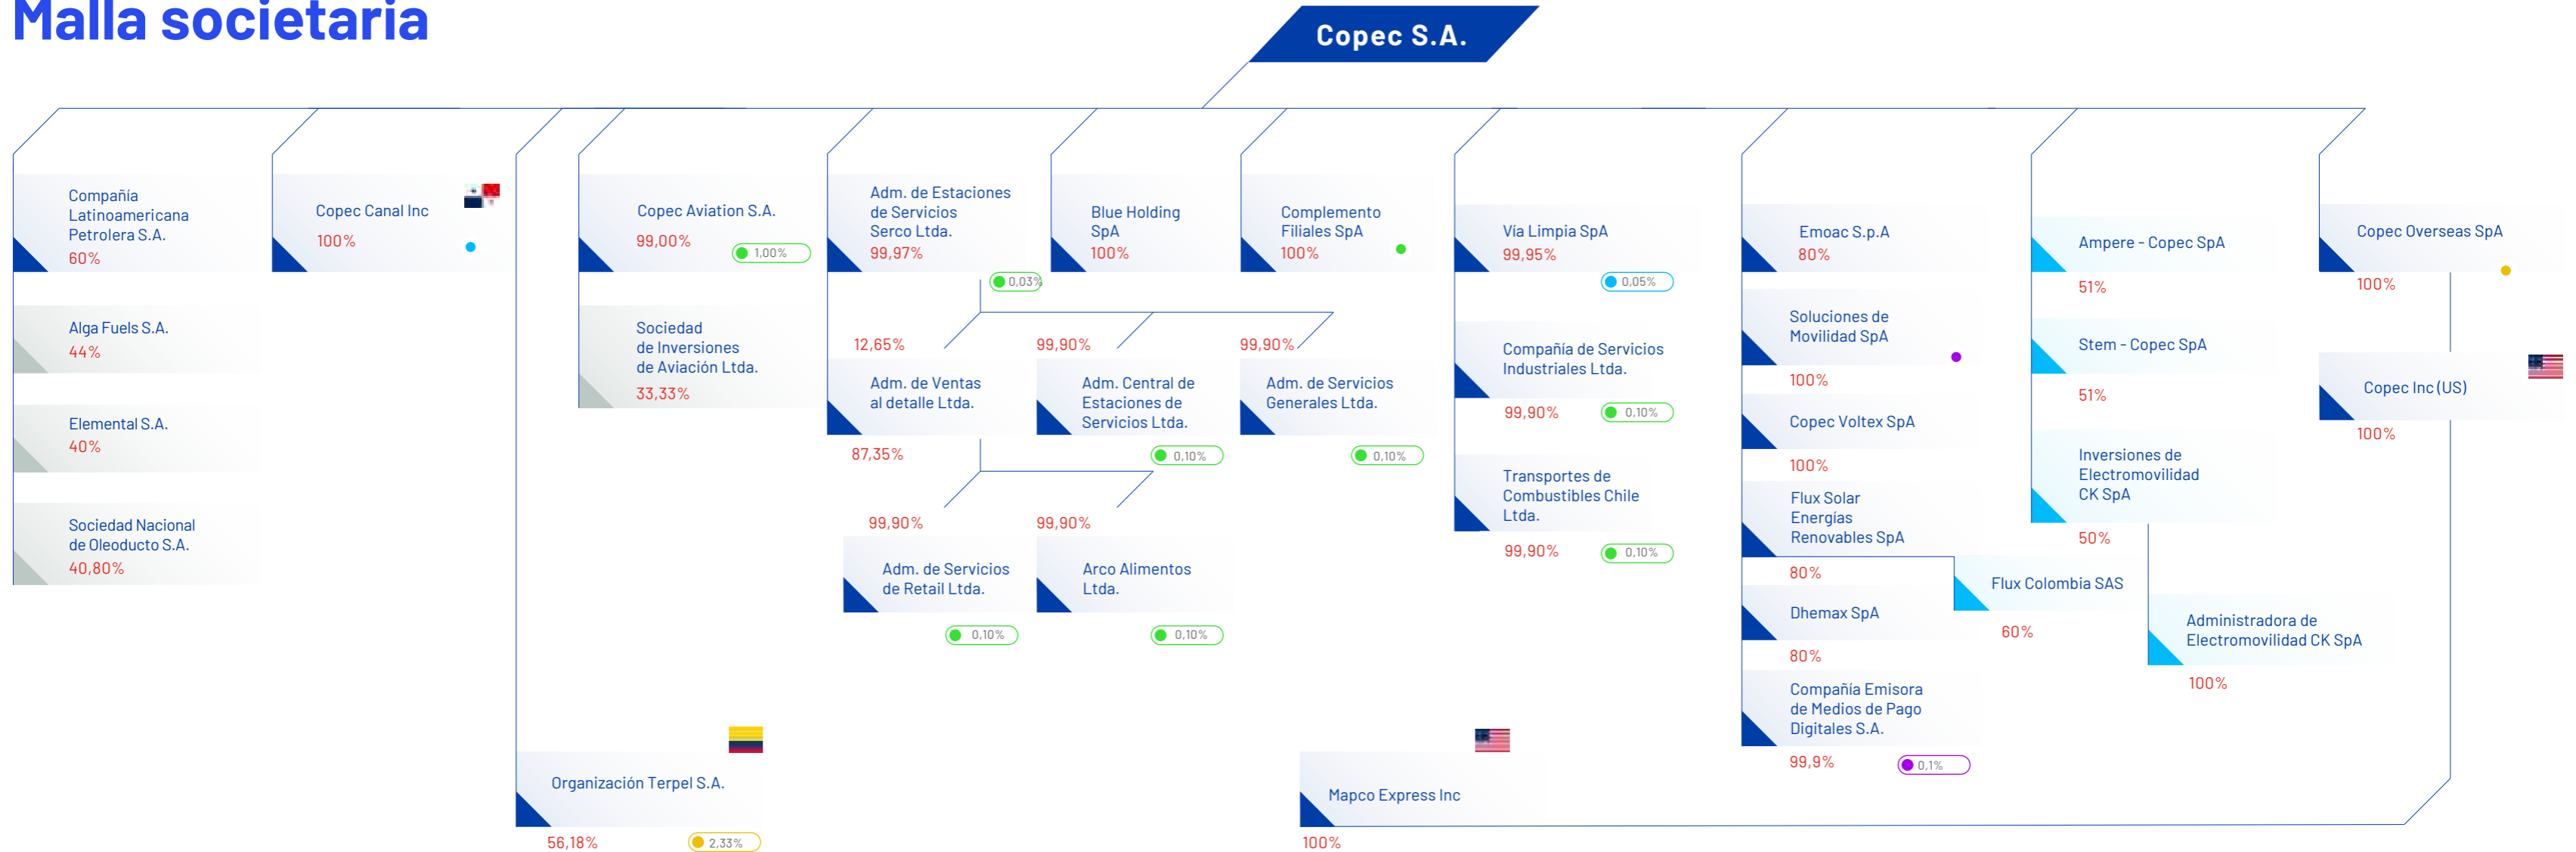 Malla societaria
Copec S.A.
Compañía
Latinoamericana
Petrolera S.A.
60%
Alga Fuels S.A.
44%
Elemental S.A.
40%
Sociedad Nacional
de Oleoducto S.A.
40,80%
Copec Canal Inc
100%
Organización Terpel S.A.
56,18%
2,33%
Copec Aviation S.A.
99,00%
1,00%
Sociedad
de Inversiones
de Aviación Ltda.
33,33%
Adm. de Estaciones
de Servicios
Serco Ltda.
99,97%
0,03%
12,65%
Adm. de Ventas
al detalle Ltda.
87,35%
99,90%
Adm. Central de
Estaciones de
Servicios Ltda.
0,10%
99,90%
Adm. de Servicios
Generales Ltda.
0,10%
99,90%
Adm. de Servicios
de Retail Ltda.
0,10%
99,90%
Arco Alimentos
Ltda.
0,10%
Blue Holding
SpA
100%
Complemento
Filiales SpA
100%
Vía Limpia SpA
99,95%
0,05%
Compañía de Servicios
Industriales Ltda.
99,90%
0,10%
Transportes de
Combustibles Chile
Ltda.
99,90%
0,10%
Emoac S.p.A
80%
Soluciones de
Movilidad SpA
100%
Copec Voltex SpA
100%
Flux Solar
Energías
Renovables SpA
80%
Flux Colombia SAS
60%
Dhemax SpA
80%
Compañía Emisora
de Medios de Pago
Digitales S.A.
99,9%
0,1%
Ampere - Copec SpA
51%
Stem - Copec SpA
51%
Inversiones de
Electromovilidad
CK SpA
50%
Administradora de
Electromovilidad CK SpA
100%
Copec Overseas SpA
100%
Copec Inc (US)
100%
Mapco Express Inc
100%